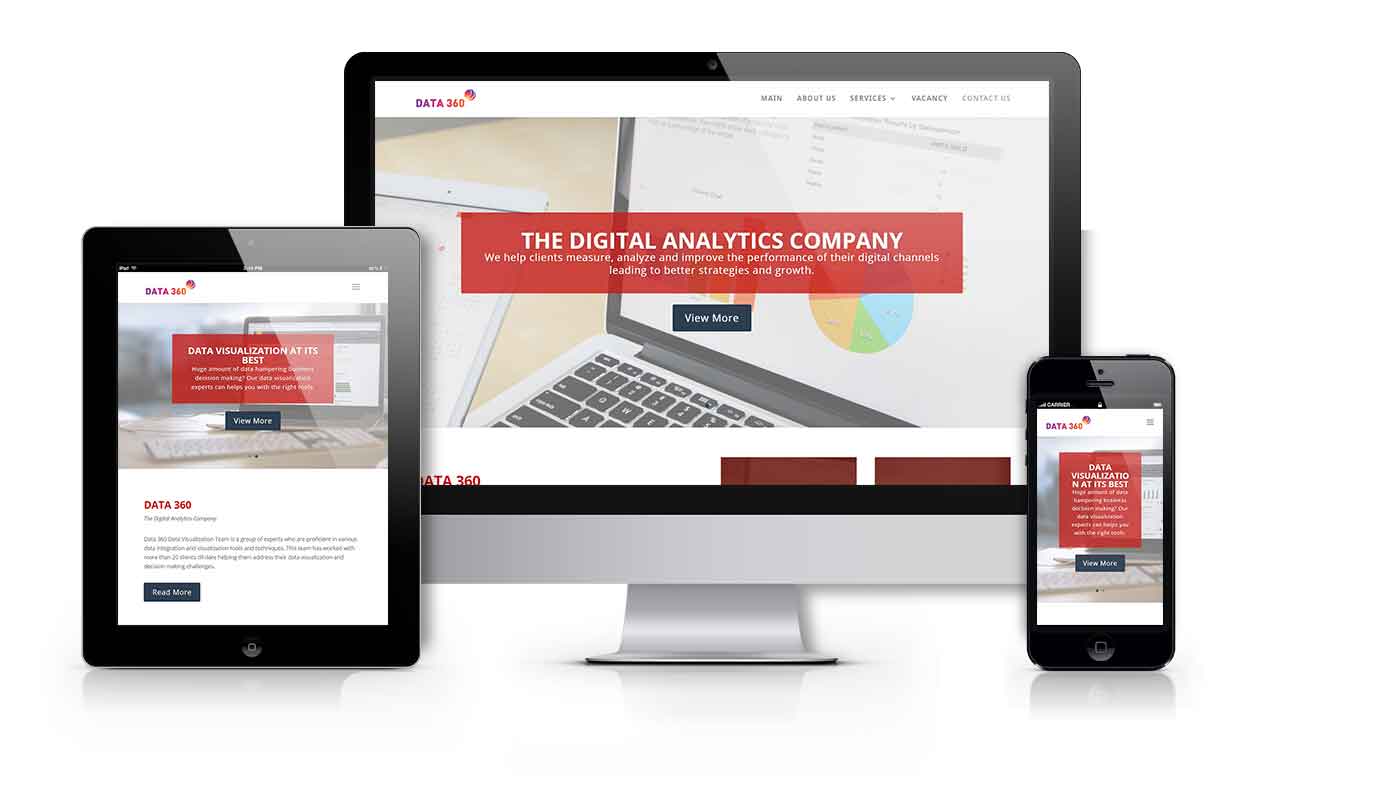 DATA 360
MAIN ABOUT US SERVICES VACANCY CONTACT US
THE DIGITAL ANALYTICS COMPANY
We help clients measure, analyze and improve the performance of their digital channels
leading to better strategies and growth.
View More
DATA 360
iPad
DATA 360
DATA VISUALIZATION AT ITS
BEST
Huge amount of data hampering business
decision making? Our data visualization
experts can helps you with the right tools.
View More
DATA 360
The Digital Analytics Company
Data 360 Data Visualization Team is a group of experts who are proficient in various
data integration and visualization tools and techniques. This team has worked with
more than 20 clients till date helping them address their data visualization and
decision making challenges.
Read More
CARRIER
DATA 360
DATA
VISUALIZATIO
N AT ITS BEST
Huge amount of data
hampering business
decision making? Our
data visualization
experts can helps you
with the right tools.
View More